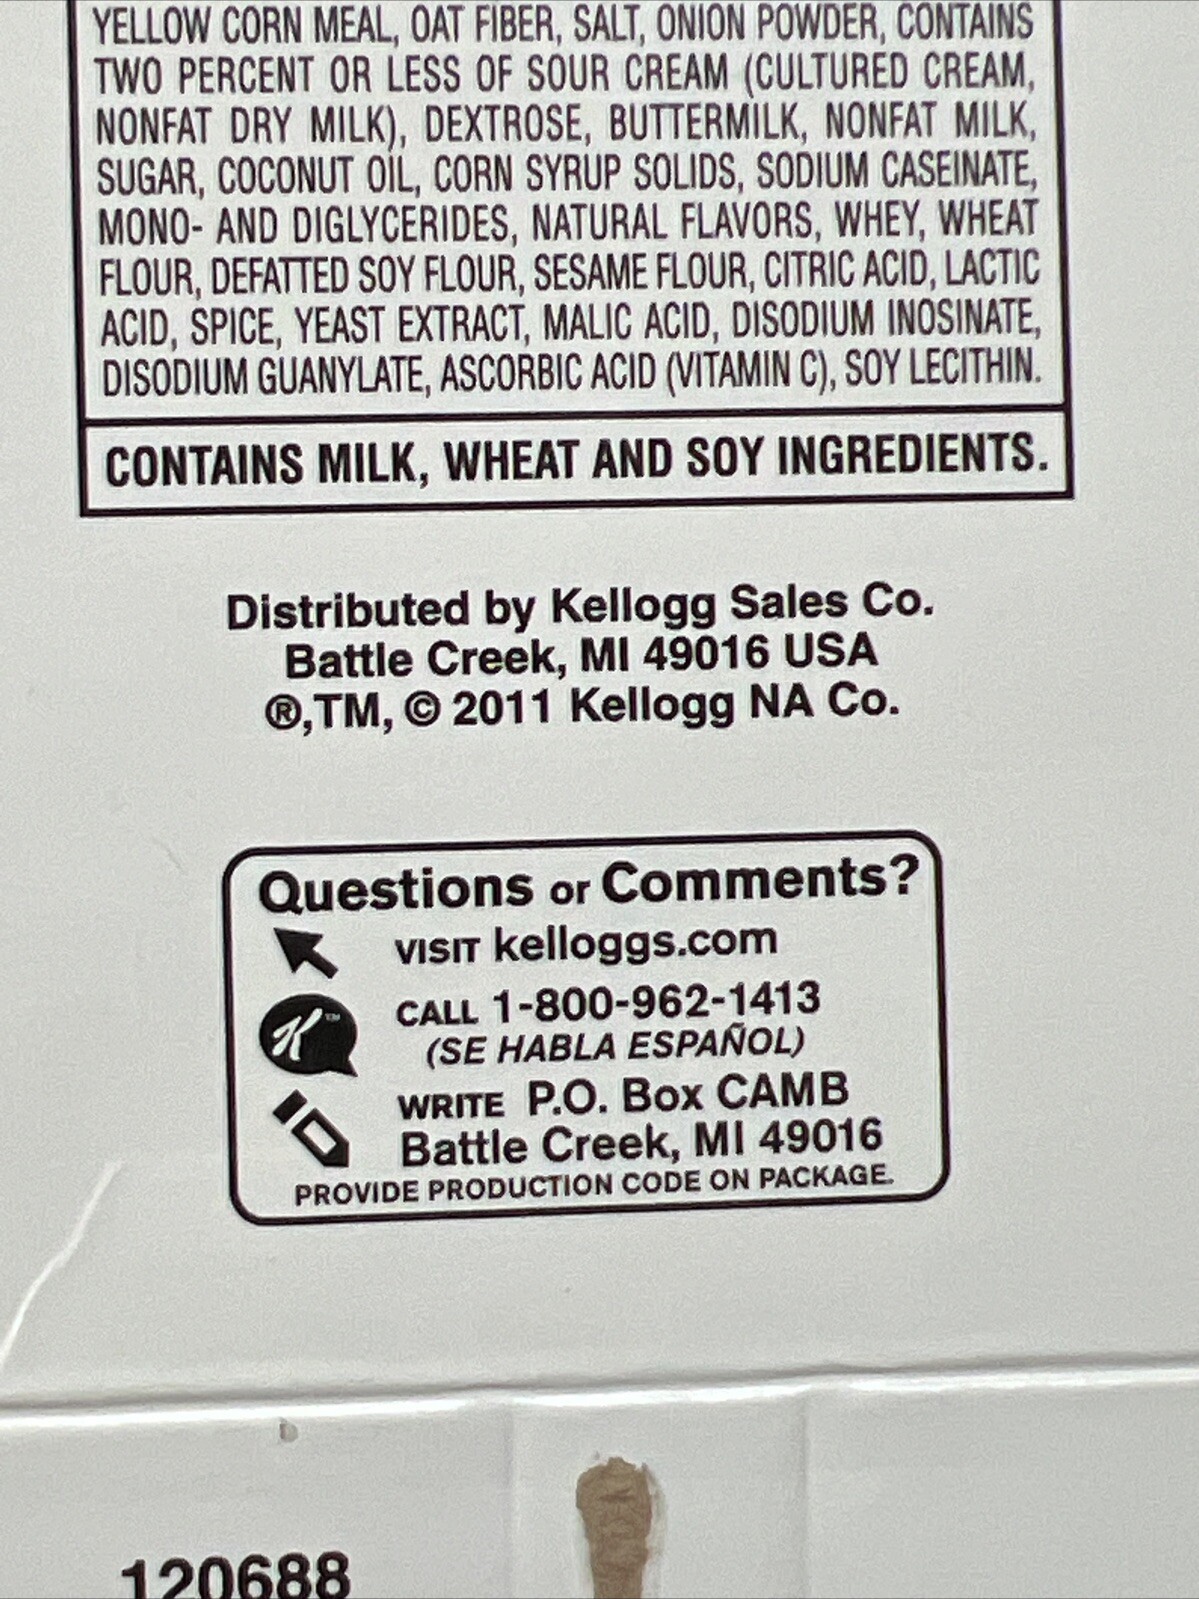 YELLOW CORN MEAL, OAT FIBER, SALT, ONION POWDER, CONTAINS
TWO PERCENT OR LESS OF SOUR CREAM (CULTURED CREAM,
NONFAT DRY MILK), DEXTROSE, BUTTERMILK, NONFAT MILK,
SUGAR, COCONUT OIL, CORN SYRUP SOLIDS, SODIUM CASEINATE,
MONO- AND DIGLYCERIDES, NATURAL FLAVORS, WHEY, WHEAT
FLOUR, DEFATTED SOY FLOUR, SESAME FLOUR, CITRIC ACID, LACTIC
ACID, SPICE, YEAST EXTRACT, MALIC ACID, DISODIUM INOSINATE,
DISODIUM GUANYLATE, ASCORBIC ACID (VITAMIN C), SOY LECITHIN.
CONTAINS MILK, WHEAT AND SOY INGREDIENTS.
Distributed by Kellogg Sales Co.
Battle Creek, MI 49016 USA
®,TM, © 2011 Kellogg NA Co.
Questions or Comments?
VISIT kelloggs.com
CALL 1-800-962-1413
K™ (SE HABLA ESPAÑOL)
WRITE P.O. Box CAMB
Battle Creek, MI 49016
PROVIDE PRODUCTION CODE ON PACKAGE.
120688